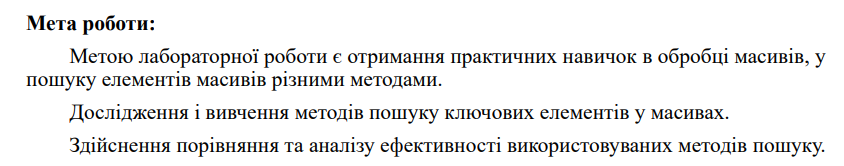 Мета роботи:
Метою лабораторної роботи є отримання практичних навичок в обробці масивів, у
пошуку елементів масивів різними методами.
Дослідження і вивчення методів пошуку ключових елементів у масивах.
Здійснення порівняння та аналізу ефективності використовуваних методів пошуку.